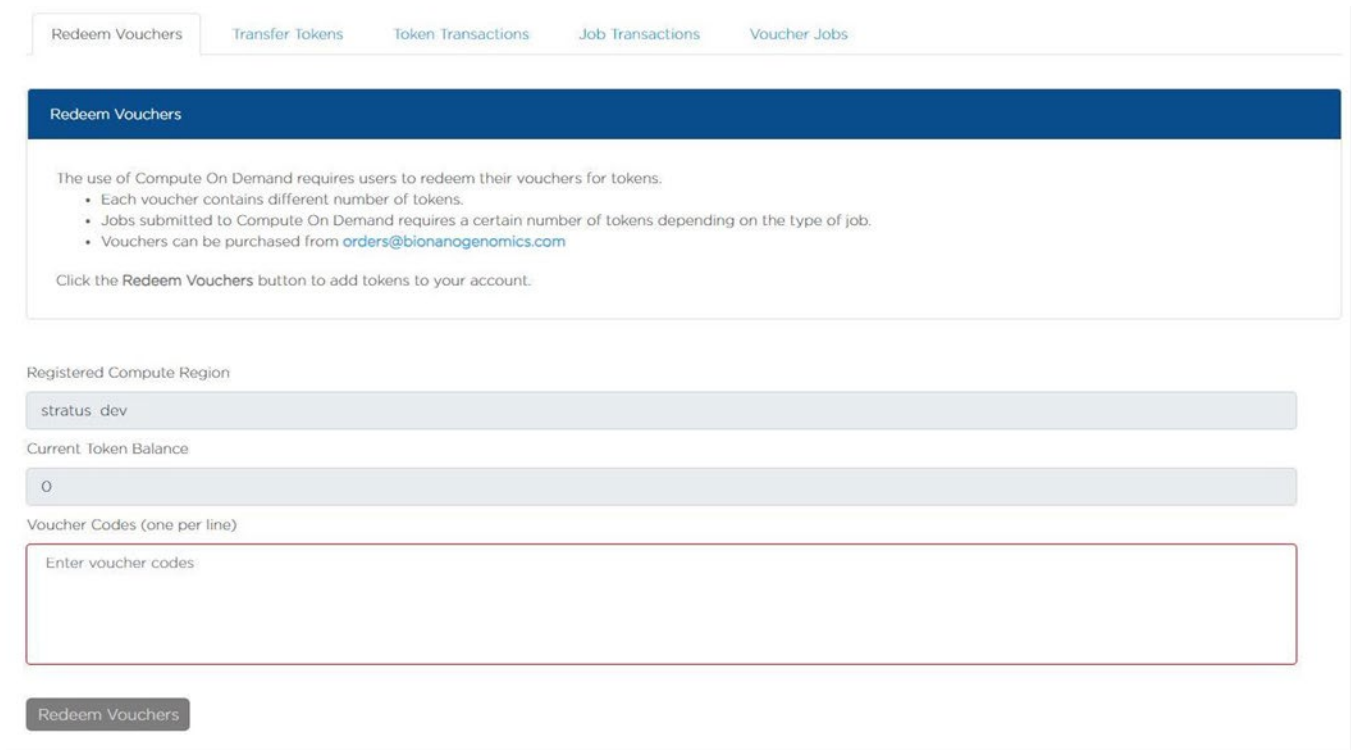 Redeem Vouchers Transfer Tokens Token Transactions Job Transactions Voucher Jobs
Redeem Vouchers
The use of Compute On Demand requires users to redeem their vouchers for tokens.
• Each voucher contains different number of tokens.
• Jobs submitted to Compute On Demand requires a certain number of tokens depending on the type of job.
• Vouchers can be purchased from orders@bionanogenomics.com
Click the Redeem Vouchers button to add tokens to your account.
Registered Compute Region
stratus dev
Current Token Balance
0
Voucher Codes (one per line)
Enter voucher codes
Redeem Vouchers